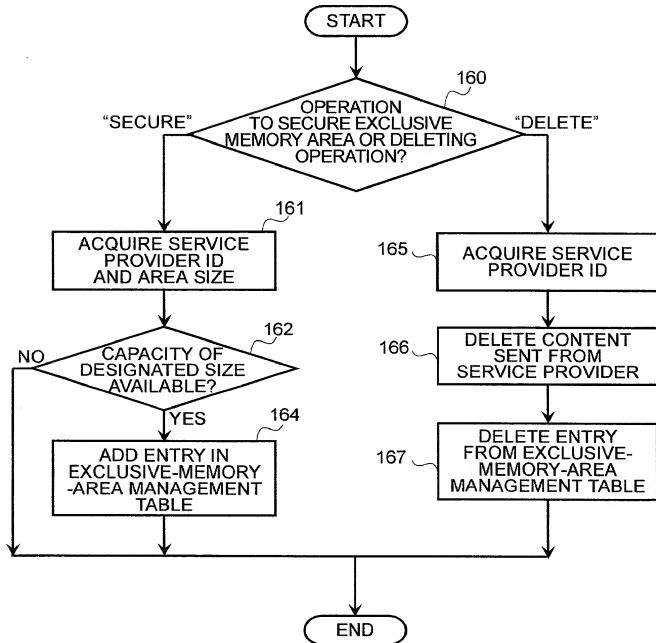 START
160
OPERATION
TO SECURE EXCLUSIVE
MEMORY AREA OR DELETING
OPERATION?
“SECURE”
“DELETE”
161
ACQUIRE SERVICE
PROVIDER ID
AND AREA SIZE
162
CAPACITY OF
DESIGNATED SIZE
AVAILABLE?
NO
YES
164
ADD ENTRY IN
EXCLUSIVE-MEMORY
-AREA MANAGEMENT
TABLE
165
ACQUIRE SERVICE
PROVIDER ID
166
DELETE CONTENT
SENT FROM
SERVICE PROVIDER
167
DELETE ENTRY
FROM EXCLUSIVE-
MEMORY-AREA
MANAGEMENT TABLE
END